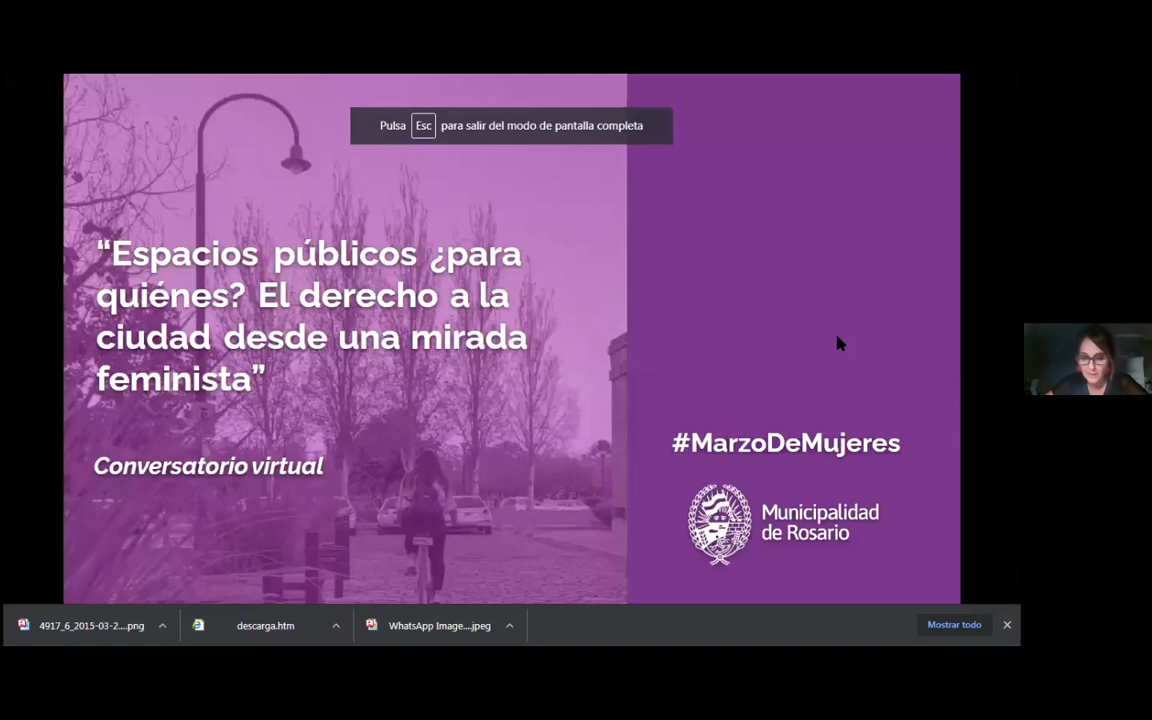 Pulsa Esc para salir del modo de pantalla completa
“Espacios públicos ¿para
quiénes? El derecho a la
ciudad desde una mirada
feminista”
Conversatorio virtual
#MarzoDeMujeres
Municipalidad
de Rosario
4917_6_2015-03-2....png
descarga.htm
WhatsApp Image....jpeg
Mostrar todo